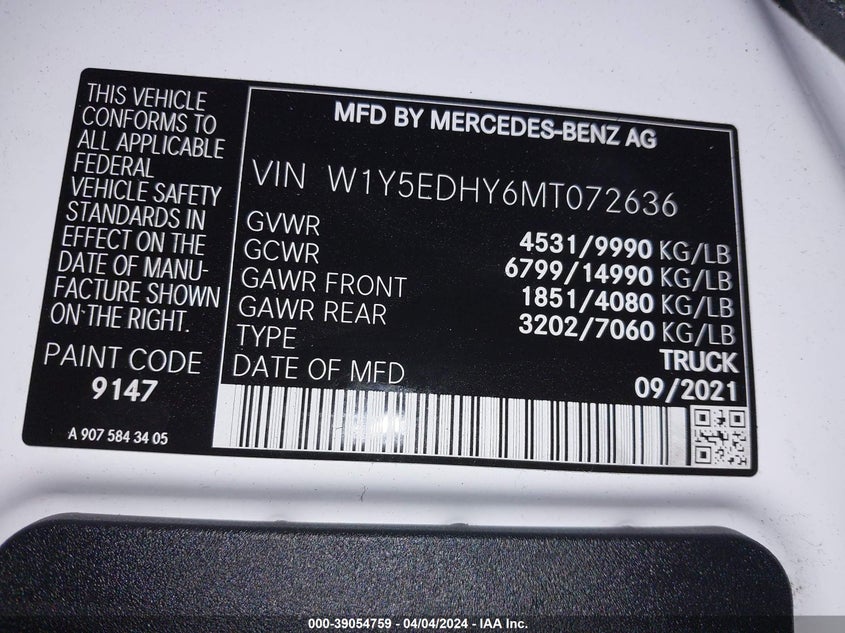 THIS VEHICLE
CONFORMS TO
ALL APPLICABLE
FEDERAL
VEHICLE SAFETY
STANDARDS IN
EFFECT ON THE
DATE OF MANU-
FACTURE SHOWN
ON THE RIGHT.
PAINT CODE
9147
A 907 584 34 05
MFD BY MERCEDES-BENZ AG
VIN W1Y5EDHY6MT072636
GVWR 4531/9990 KG/LB
GCWR 6799/14990 KG/LB
GAWR FRONT 1851/4080 KG/LB
GAWR REAR 3202/7060 KG/LB
TYPE TRUCK
DATE OF MFD 09/2021
000-39054759 - 04/04/2024 - IAA Inc.